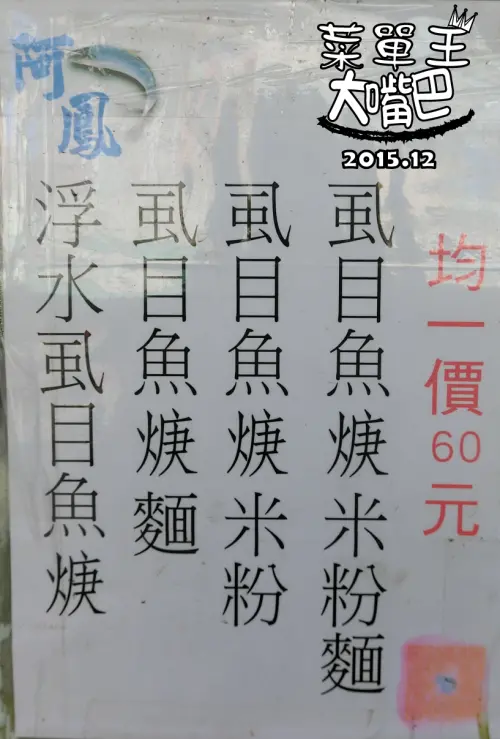 菜單王
大嘴巴
2015.12
阿鳳
均一價60元
虱目魚焿米粉麵
虱目魚焿米粉
虱目魚焿麵
浮水虱目魚焿